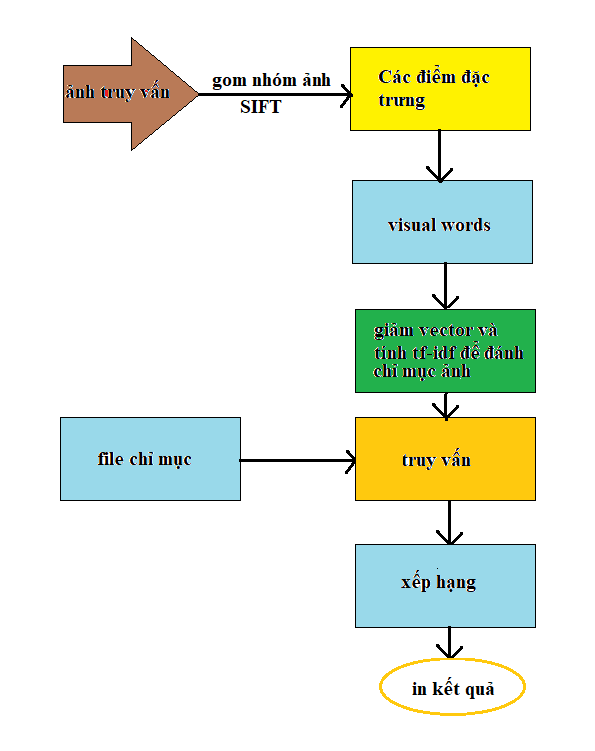 ảnh truy vấn
gom nhóm ảnh
SIFT
Các điểm đặc
trưng
visual words
giảm vector và
tính tf-idf để đánh
chỉ mục ảnh
file chỉ mục
truy vấn
xếp hạng
in kết quả